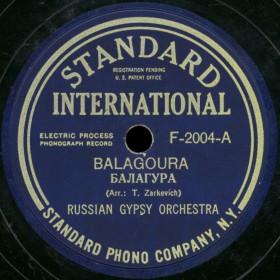 STANDARD
REGISTRATION PENDING
U. S. PATENT OFFICE
INTERNATIONAL
ELECTRIC PROCESS
PHONOGRAPH RECORD
F-2004-A
BALAGOURA
БАЛАГУРА
(Arr.: T. Zarkevich)
RUSSIAN GYPSY ORCHESTRA
STANDARD PHONO COMPANY, N.Y.